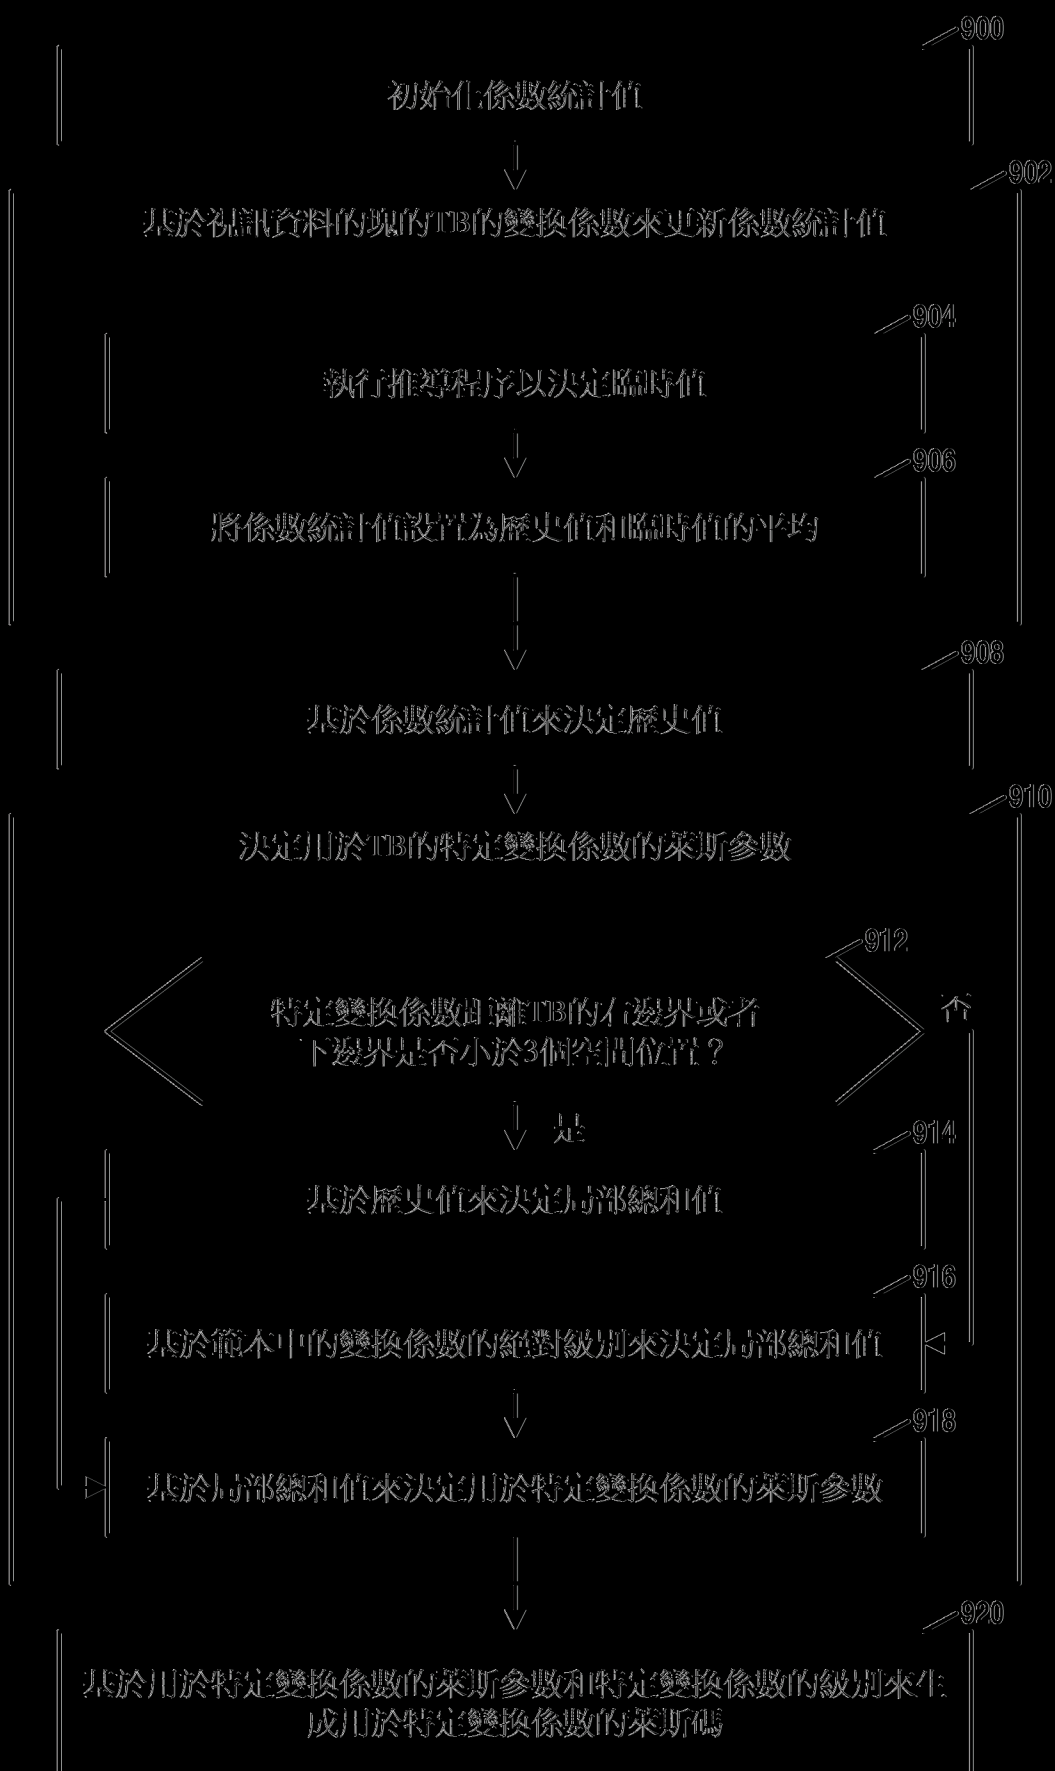 900
初始化係數統計值
902
基於視訊資料的塊的TB的變換係數來更新係數統計值
904
執行推導程序以決定臨時值
906
將係數統計值設置為歷史值和臨時值的平均
908
基於係數統計值來決定歷史值
910
決定用於TB的特定變換係數的萊斯參數
912
特定變換係數距離TB的右邊界或者
下邊界是否小於3個空間位置？
否
是
914
基於歷史值來決定局部總和值
916
基於範本中的變換係數的絕對級別來決定局部總和值
918
基於局部總和值來決定用於特定變換係數的萊斯參數
920
基於用於特定變換係數的萊斯參數和特定變換係數的級別來生
成用於特定變換係數的萊斯碼